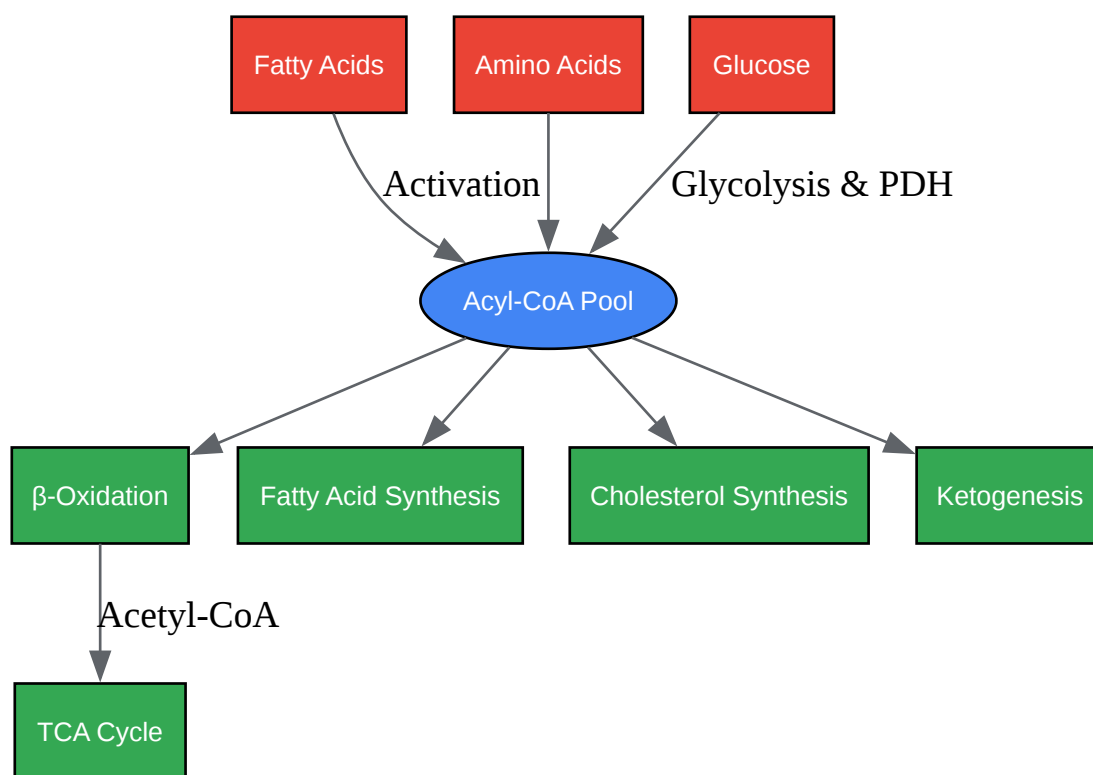 Fatty Acids
Amino Acids
Glucose
Activation
Glycolysis & PDH
Acyl-CoA Pool
β-Oxidation
Fatty Acid Synthesis
Cholesterol Synthesis
Ketogenesis
Acetyl-CoA
TCA Cycle